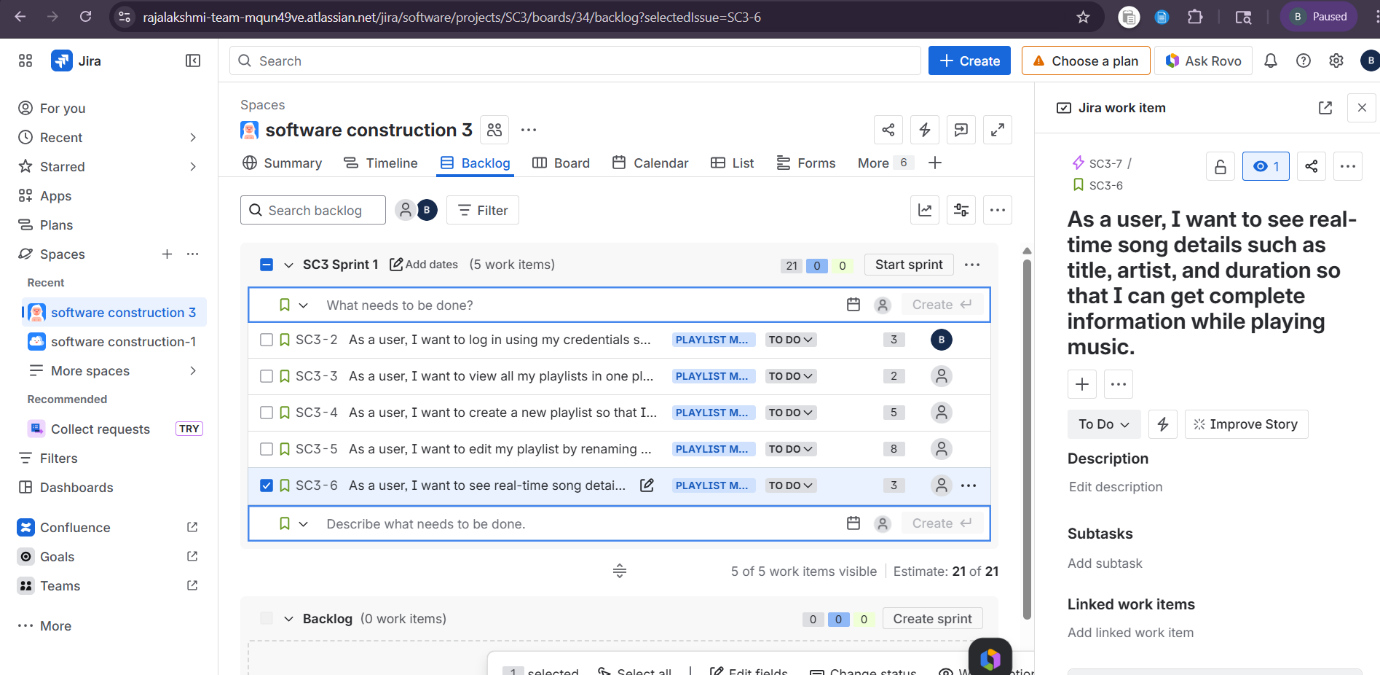 rajalakshmi-team-mqun49ve.atlassian.net/jira/software/projects/SC3/boards/34/backlog?selectedIssue=SC3-6
B Paused
Jira
Search
Create
Choose a plan
Ask Rovo
B
For you
Recent
Starred
Apps
Plans
Spaces
Recent
software construction 3
software construction-1
More spaces
Recommended
Collect requests TRY
Filters
Dashboards
Confluence
Goals
Teams
More
Spaces
software construction 3
Summary Timeline Backlog Board Calendar List Forms More 6
Search backlog B Filter
SC3 Sprint 1 Add dates (5 work items) 21 0 0 Start sprint
What needs to be done? Create
SC3-2 As a user, I want to log in using my credentials s... PLAYLIST M... TO DO 3 B
SC3-3 As a user, I want to view all my playlists in one pl... PLAYLIST M... TO DO 2
SC3-4 As a user, I want to create a new playlist so that I... PLAYLIST M... TO DO 5
SC3-5 As a user, I want to edit my playlist by renaming ... PLAYLIST M... TO DO 8
SC3-6 As a user, I want to see real-time song detai... PLAYLIST M... TO DO 3
Describe what needs to be done. Create
5 of 5 work items visible Estimate: 21 of 21
Backlog (0 work items) 0 0 0 Create sprint
1 selected Select all Edit fields Change status
Jira work item
SC3-7 /
SC3-6
1
As a user, I want to see real-
time song details such as
title, artist, and duration so
that I can get complete
information while playing
music.
To Do Improve Story
Description
Edit description
Subtasks
Add subtask
Linked work items
Add linked work item